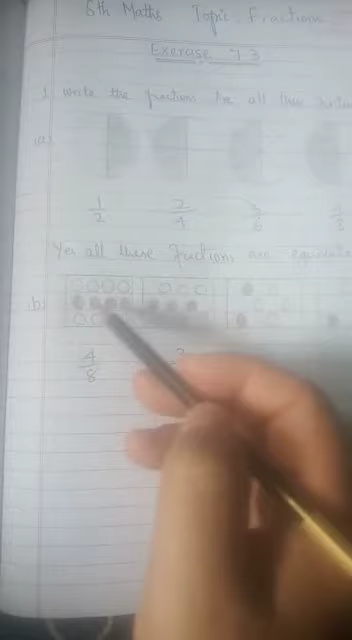 6th Maths Topic: Fraction
Exercise 7.3
1 Write the fractions. Are all these
(a)
1/2 2/4 3/6
Yes all these fractions are equivalent
(b)
4/8 3